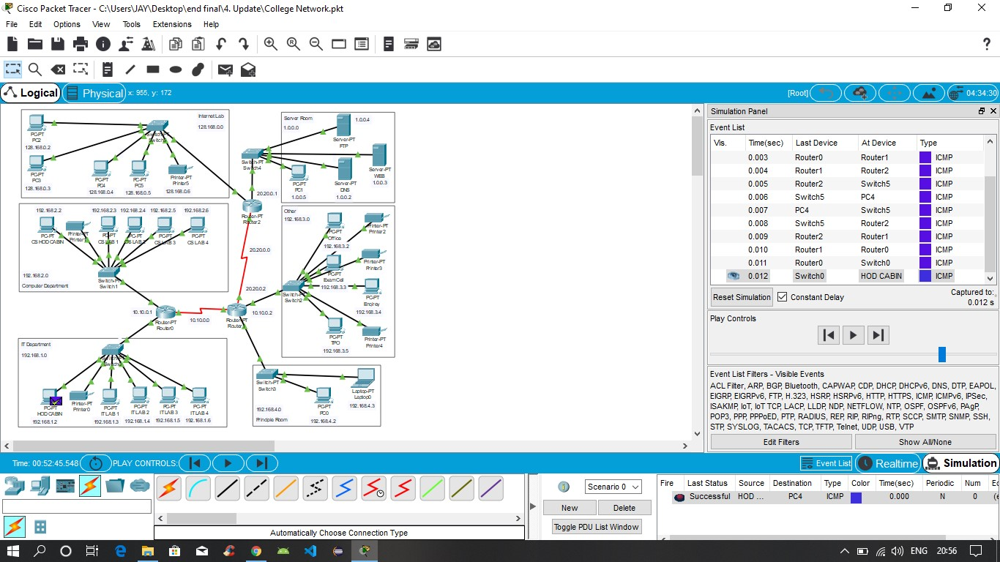 Cisco Packet Tracer - C:\Users\JAY\Desktop\end final\4. Update\College Network.pkt
File Edit Options View Tools Extensions Help
?
Logical Physical x: 955, y: 172 [Root] 04:34:30
Internet Lab
128.168.0.0
PC-PT
PC2
128.168.0.2
PC-PT
PC3
128.168.0.3
PC-PT
PC4
128.168.0.4
PC-PT
PC5
128.168.0.5
Printer-PT
Printer5
128.168.0.6
Server Room
1.0.0.0
1.0.0.4
Server-PT
FTP
Switch-PT
Switch4
PC-PT
PC1
1.0.0.5
Server-PT
DNS
1.0.0.2
Server-PT
WEB
1.0.0.3
20.20.0.1
Router-PT
Router2
20.20.0.0
20.20.0.2
192.168.2.2 192.168.2.3 192.168.2.4 192.168.2.5 192.168.2.6
PC-PT
CS HOD CABIN
Printer-PT
PC-PT
CS LAB 1
PC-PT
PC-PT
CS LAB 3
PC-PT
CS LAB 4
192.168.2.0
Computer Department
Switch-PT
Switch1
Other
192.168.3.0
PC-PT
Office
192.168.3.2
Printer-PT
Printer2
Printer-PT
Printer3
PC-PT
Exam Cell
192.168.3.3
PC-PT
Enqirey
192.168.3.4
Switch-PT
Switch2
PC-PT
TPO
192.168.3.5
Printer-PT
Printer4
10.10.0.1
Router-PT
Router0
10.10.0.0
Router-PT
10.10.0.2
IT Department
192.168.1.0
PC-PT
HOD CABIN
192.168.1.2
Printer-PT
Printer0
PC-PT
IT LAB 1
192.168.1.3
PC-PT
IT LAB 2
192.168.1.4
PC-PT
IT LAB 3
192.168.1.5
PC-PT
IT LAB 4
192.168.1.6
Switch-PT
Switch3
192.168.4.0
Principle Room
PC-PT
PC0
192.168.4.2
Laptop-PT
Laptop0
192.168.4.3
Simulation Panel
Event List
Vis. Time(sec) Last Device At Device Type
0.003 Router0 Router1 ICMP
0.004 Router1 Router2 ICMP
0.005 Router2 Switch5 ICMP
0.006 Switch5 PC4 ICMP
0.007 PC4 Switch5 ICMP
0.008 Switch5 Router2 ICMP
0.009 Router2 Router1 ICMP
0.010 Router1 Router0 ICMP
0.011 Router0 Switch0 ICMP
0.012 Switch0 HOD CABIN ICMP
Reset Simulation Constant Delay Captured to:
0.012 s
Play Controls
Event List Filters - Visible Events
ACL Filter, ARP, BGP, Bluetooth, CAPWAP, CDP, DHCP, DHCPv6, DNS, DTP, EAPOL,
EIGRP, EIGRPv6, FTP, H.323, HSRP, HSRPv6, HTTP, HTTPS, ICMP, ICMPv6, IPSec,
ISAKMP, IoT, IoT TCP, LACP, LLDP, NDP, NETFLOW, NTP, OSPF, OSPFv6, PAgP,
POP3, PPP, PPPoED, PTP, RADIUS, REP, RIP, RIPng, RTP, SCCP, SMTP, SNMP, SSH,
STP, SYSLOG, TACACS, TCP, TFTP, Telnet, UDP, USB, VTP
Edit Filters Show All/None
Time: 00:52:45.548 PLAY CONTROLS: Event List Realtime Simulation
Scenario 0
New Delete
Toggle PDU List Window
Fire Last Status Source Destination Type Color Time(sec) Periodic Num
Successful HOD ... PC4 ICMP 0.000 N 0
Automatically Choose Connection Type
ENG 20:56